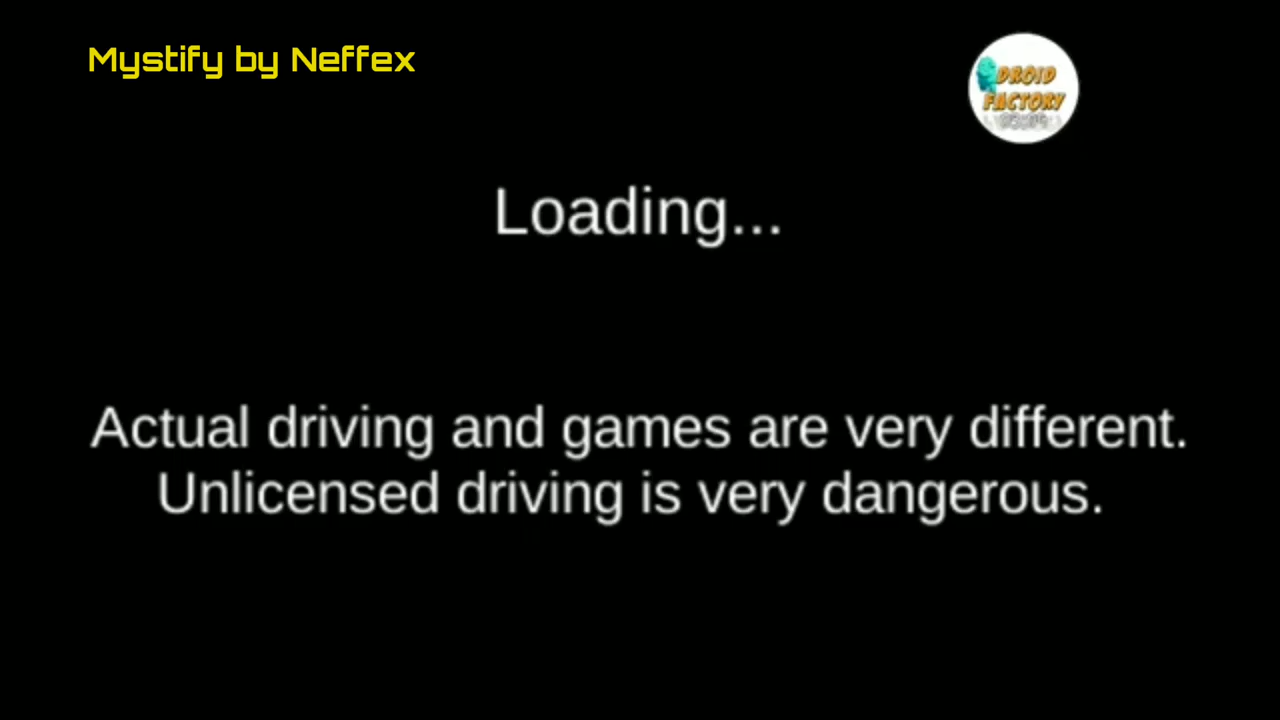 Mystify by Neffex
DROID
FACTORY
Loading...
Actual driving and games are very different.
Unlicensed driving is very dangerous.